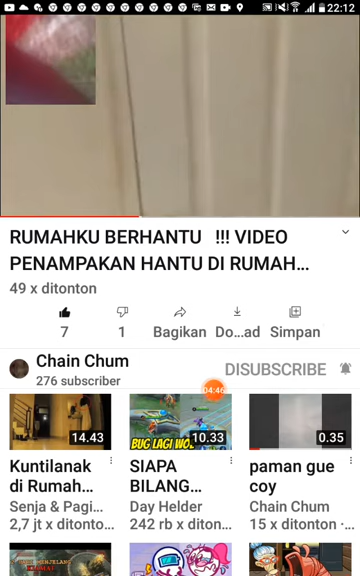 22:12
RUMAHKU BERHANTU !!! VIDEO
PENAMPAKAN HANTU DI RUMAH...
49 x ditonton
7
1
Bagikan
Do...ad
Simpan
Chain Chum
276 subscriber
DISUBSCRIBE
04:46
14.43
BUG LAGI WO
10.33
0.35
Kuntilanak
di Rumah...
Senja & Pagi...
2,7 jt x ditonto...
SIAPA
BILANG...
Day Helder
242 rb x diton...
paman gue
coy
Chain Chum
15 x ditonton ·...